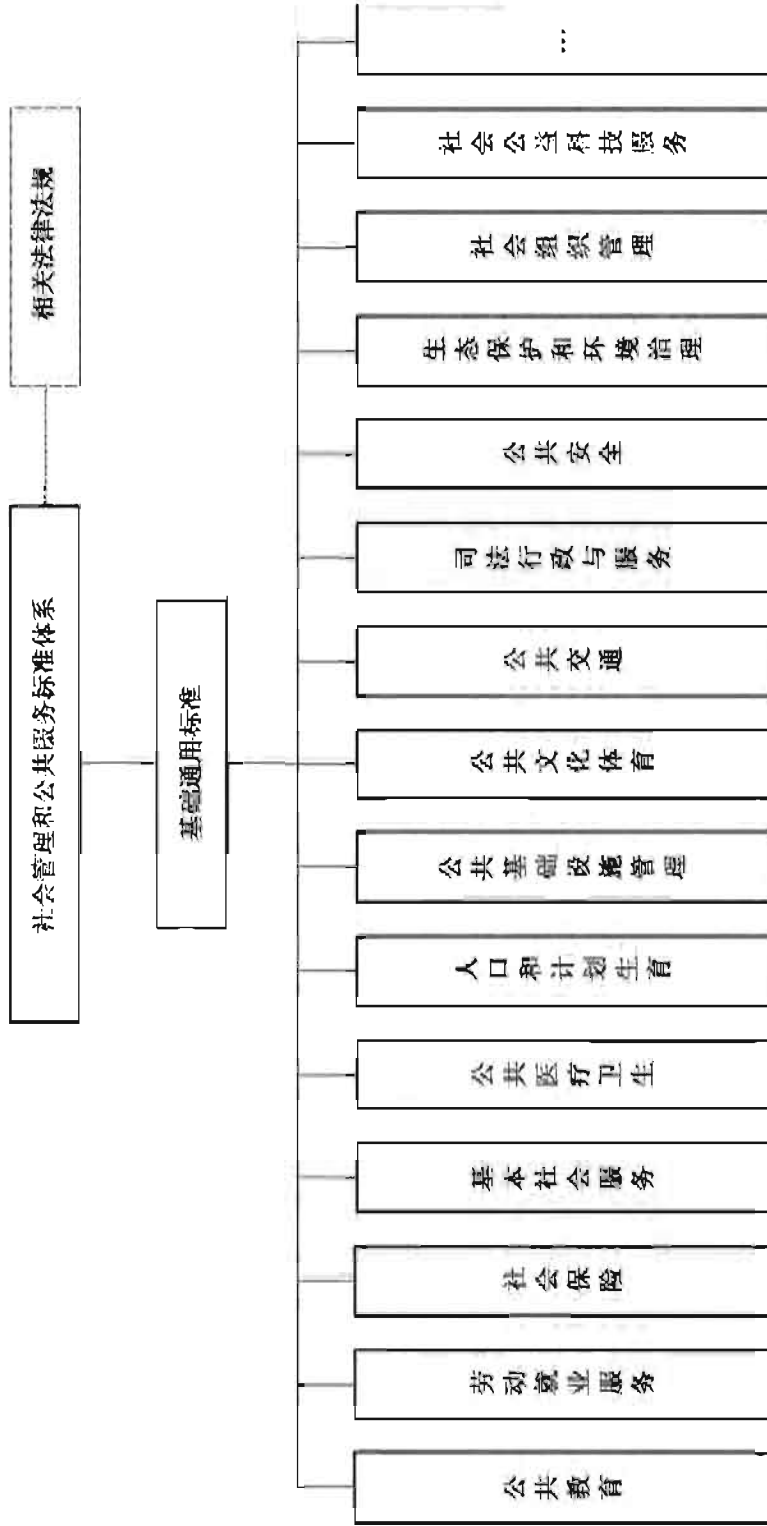 相关法律法规
社会管理和公共服务标准体系
基础通用标准
公共教育
劳动就业服务
社会保险
基本社会服务
公共医疗卫生
人口和计划生育
公共基础设施管理
公共文化体育
公共交通
司法行政与服务
公共安全
生态保护和环境治理
社会组织管理
社会公益科技服务
…